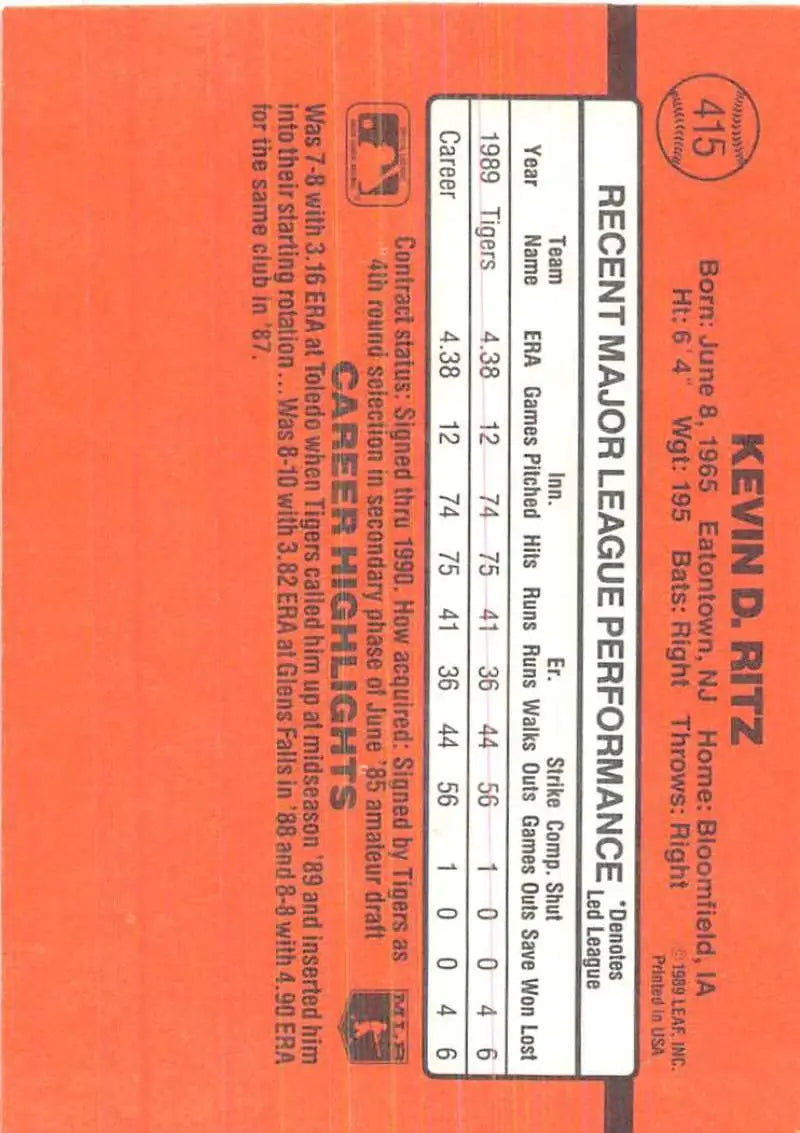 415
KEVIN D. RITZ
Born: June 8, 1965 Eatontown, NJ Home: Bloomfield, IA
Ht: 6' 4" Wgt: 195 Bats: Right Throws: Right
© 1989 LEAF, INC.
Printed in USA
RECENT MAJOR LEAGUE PERFORMANCE
*Denotes
Led League
Team Inn. Er. Strike Comp. Shut
Year Name ERA Games Pitched Hits Runs Runs Walks Outs Games Outs Save Won Lost
1989 Tigers 4.38 12 74 75 41 36 44 56 1 0 0 4 6
Career 4.38 12 74 75 41 36 44 56 1 0 0 4 6
Contract status: Signed thru 1990. How acquired: Signed by Tigers as
4th round selection in secondary phase of June '85 amateur draft
MLB
CAREER HIGHLIGHTS
Was 7-8 with 3.16 ERA at Toledo when Tigers called him up at midseason '89 and inserted him
into their starting rotation ... Was 8-10 with 3.82 ERA at Glens Falls in '88 and 8-8 with 4.90 ERA
for the same club in '87.